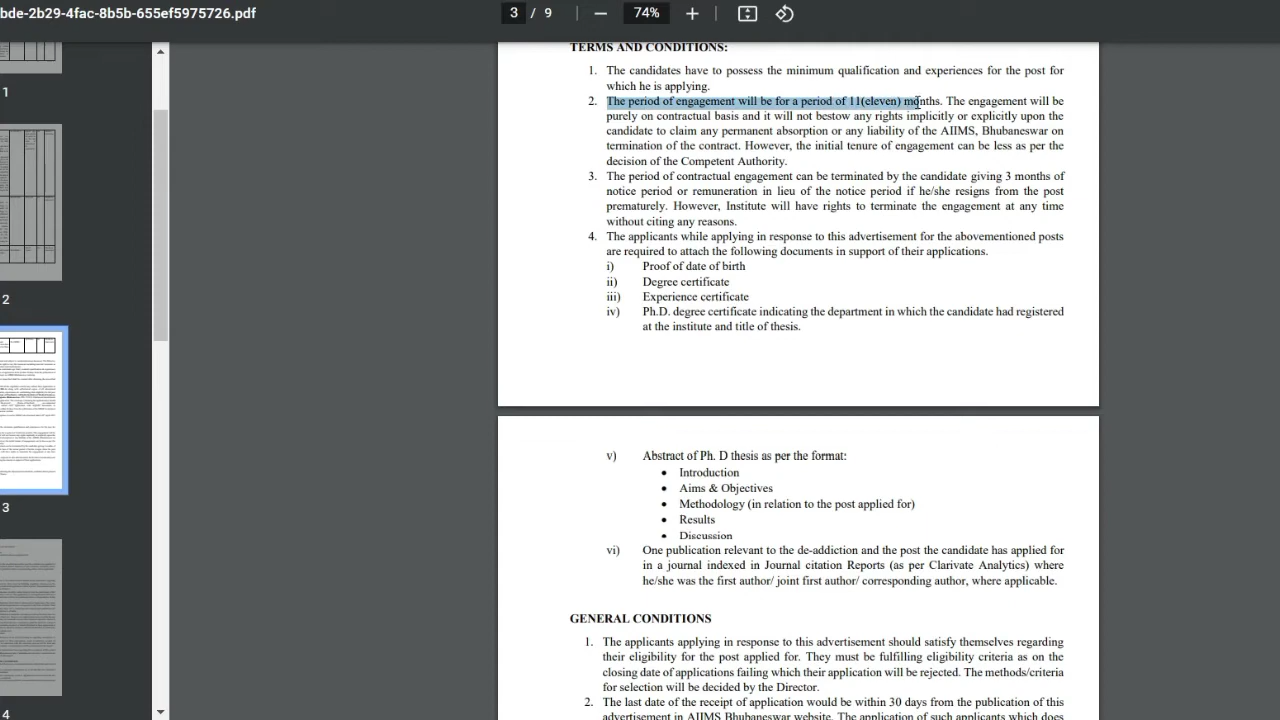 bde-2b29-4fac-8b5b-655ef5975726.pdf
3 / 9
74%
1
2
3
4
TERMS AND CONDITIONS:
1. The candidates have to possess the minimum qualification and experiences for the post for
which he is applying.
2. The period of engagement will be for a period of 11(eleven) months. The engagement will be
purely on contractual basis and it will not bestow any rights implicitly or explicitly upon the
candidate to claim any permanent absorption or any liability of the AIIMS, Bhubaneswar on
termination of the contract. However, the initial tenure of engagement can be less as per the
decision of the Competent Authority.
3. The period of contractual engagement can be terminated by the candidate giving 3 months of
notice period or remuneration in lieu of the notice period if he/she resigns from the post
prematurely. However, Institute will have rights to terminate the engagement at any time
without citing any reasons.
4. The applicants while applying in response to this advertisement for the abovementioned posts
are required to attach the following documents in support of their applications.
i) Proof of date of birth
ii) Degree certificate
iii) Experience certificate
iv) Ph.D. degree certificate indicating the department in which the candidate had registered
at the institute and title of thesis.
v) Abstract of Ph. D thesis as per the format:
• Introduction
• Aims & Objectives
• Methodology (in relation to the post applied for)
• Results
• Discussion
vi) One publication relevant to the de-addiction and the post the candidate has applied for
in a journal indexed in Journal citation Reports (as per Clarivate Analytics) where
he/she was the first author/ joint first author/ corresponding author, where applicable.
GENERAL CONDITIONS
1. The applicants applying in response to this advertisement should satisfy themselves regarding
their eligibility for the post applied for. They must be fulfilling eligibility criteria as on the
closing date of applications failing which their application will be rejected. The methods/criteria
for selection will be decided by the Director.
2. The last date of the receipt of application would be within 30 days from the publication of this
advertisement in AIIMS Bhubaneswar website. The application of such applicants which does